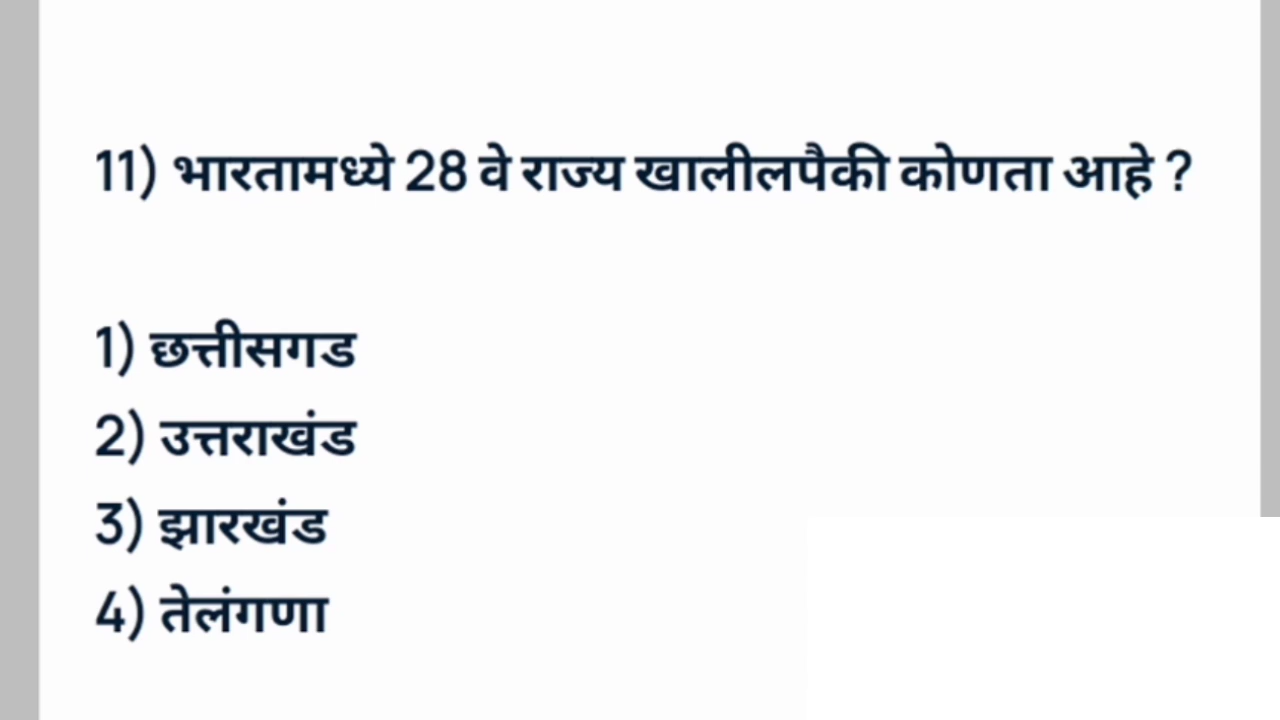 11) भारतामध्ये 28 वे राज्य खालीलपैकी कोणता आहे ?
1) छत्तीसगड
2) उत्तराखंड
3) झारखंड
4) तेलंगणा